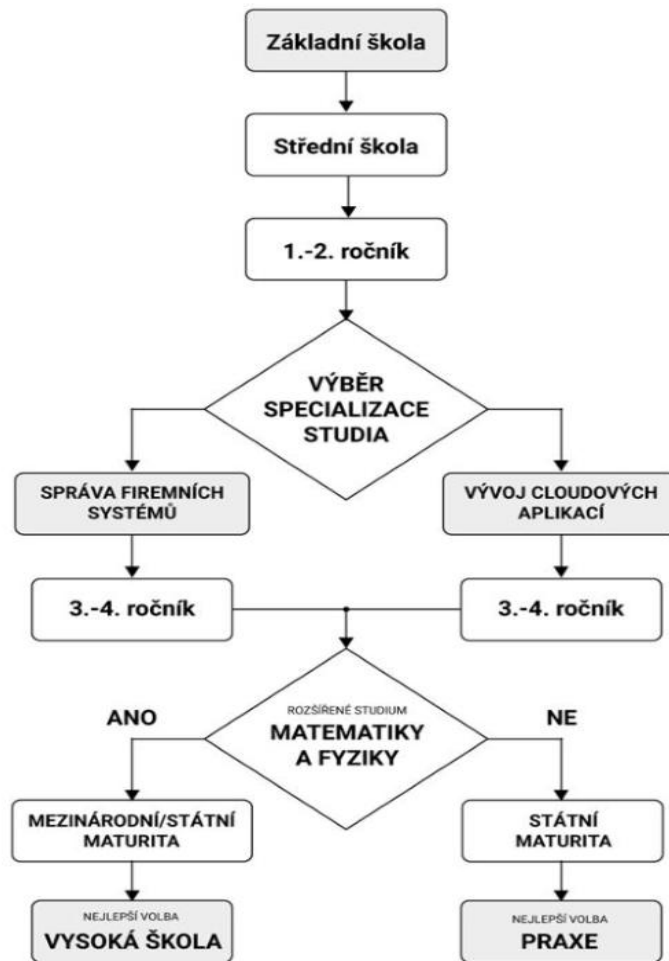 Základní škola
Střední škola
1.-2. ročník
VÝBĚR
SPECIALIZACE
STUDIA
SPRÁVA FIREMNÍCH
SYSTÉMŮ
VÝVOJ CLOUDOVÝCH
APLIKACÍ
3.-4. ročník
3.-4. ročník
ANO
ROZŠÍŘENÉ STUDIUM
MATEMATIKY
A FYZIKY
NE
MEZINÁRODNÍ/STÁTNÍ
MATURITA
STÁTNÍ
MATURITA
NEJLEPŠÍ VOLBA
VYSOKÁ ŠKOLA
NEJLEPŠÍ VOLBA
PRAXE